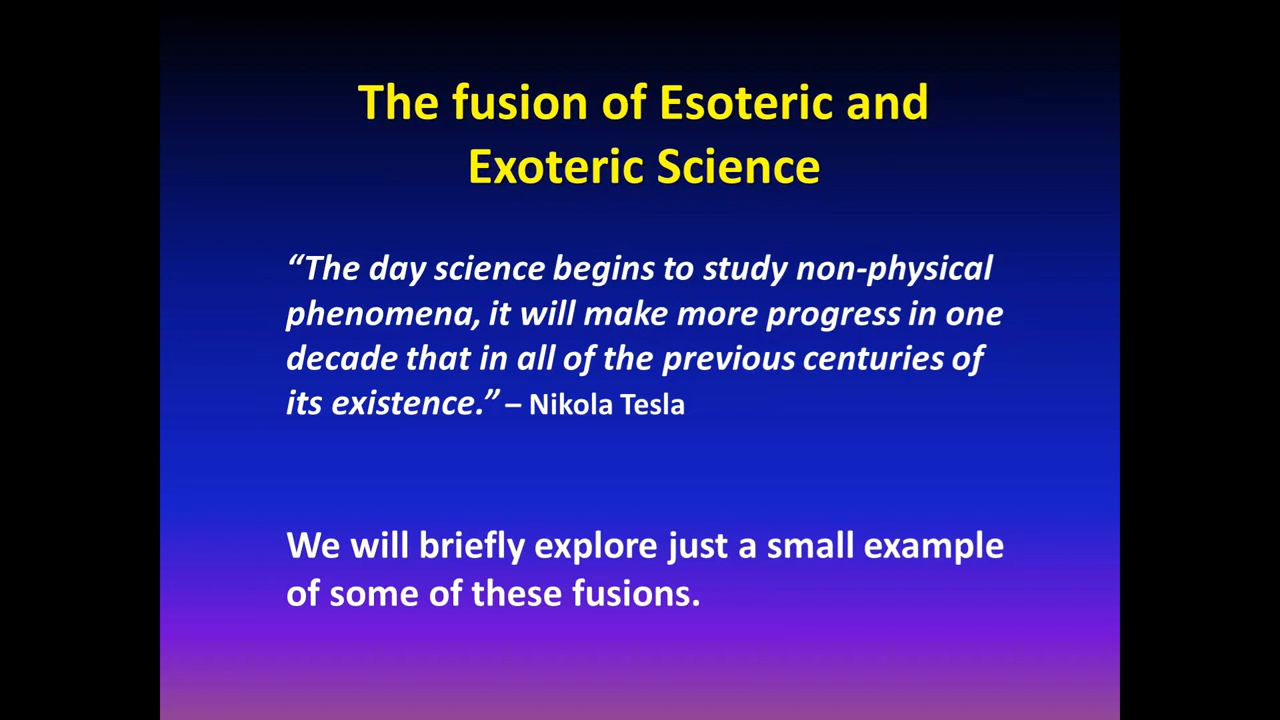 The fusion of Esoteric and
Exoteric Science
“The day science begins to study non-physical
phenomena, it will make more progress in one
decade that in all of the previous centuries of
its existence.” – Nikola Tesla
We will briefly explore just a small example
of some of these fusions.